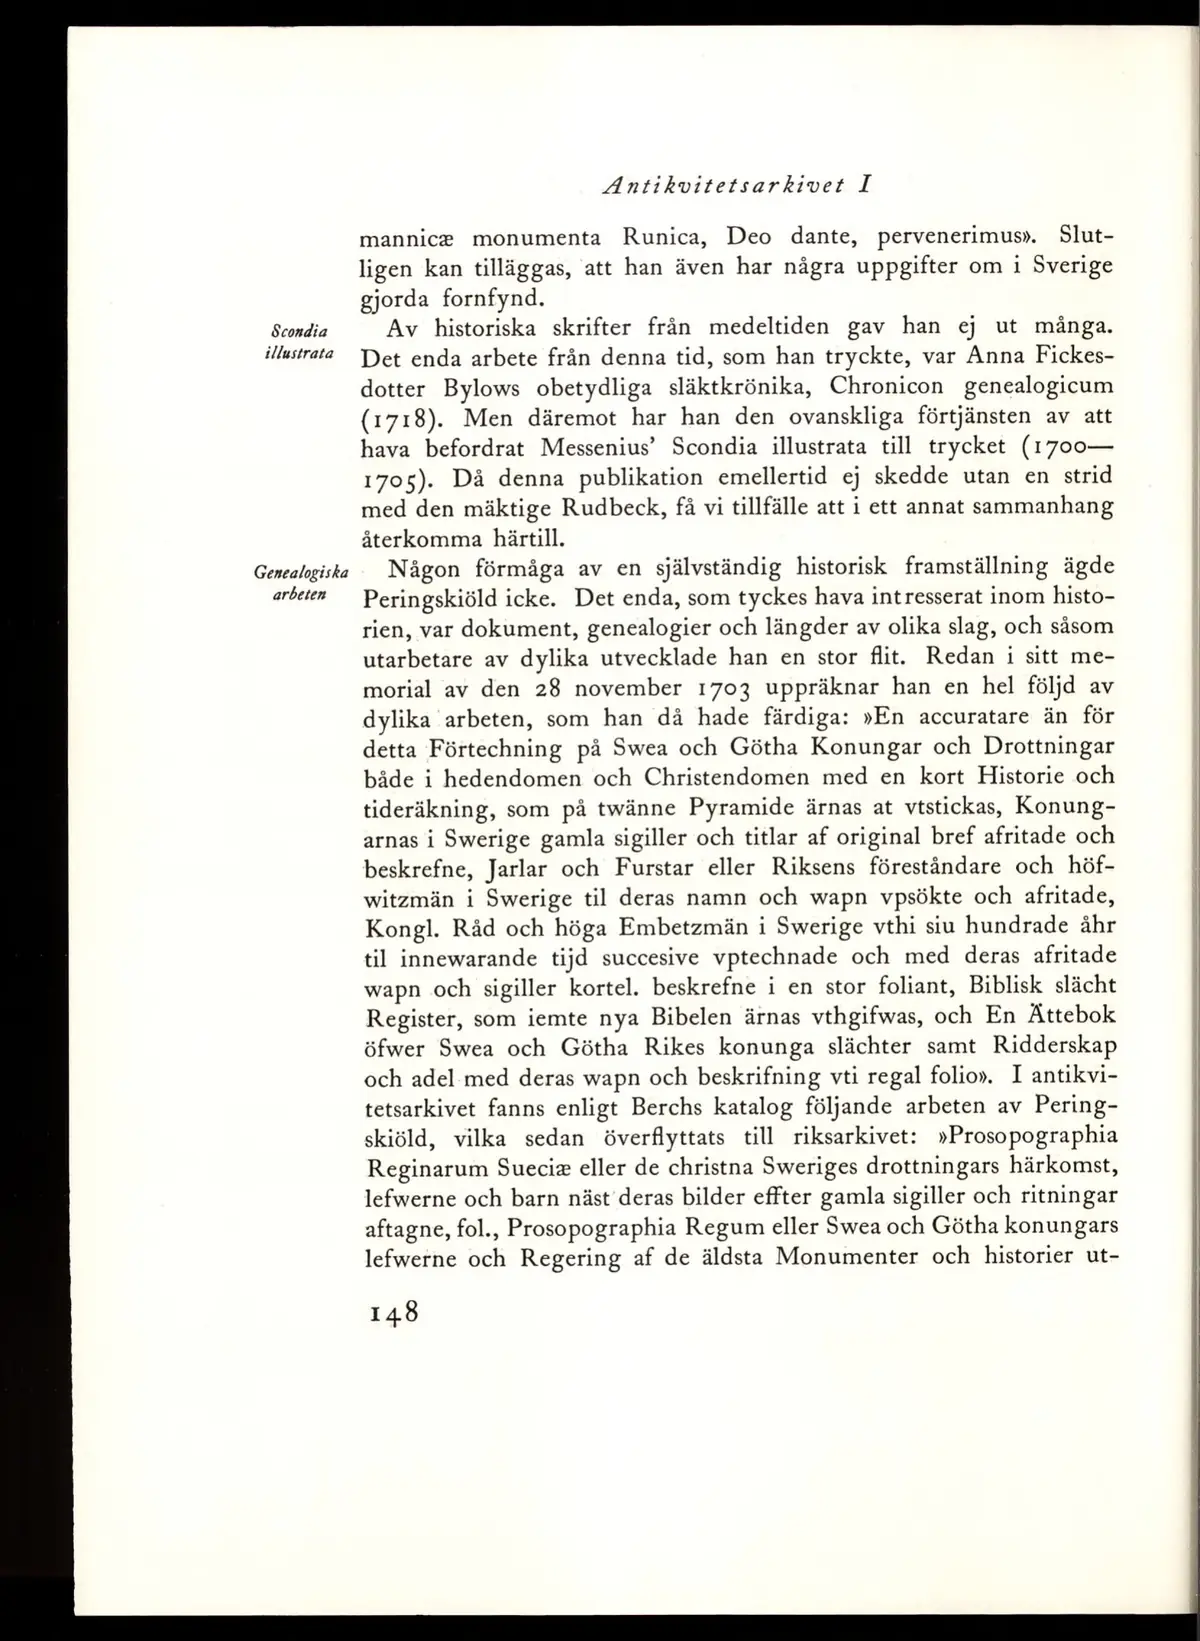 Antikvitetsarkivet I
mannicæ monumenta Runica, Deo dante, pervenerimus». Slut-
ligen kan tilläggas, att han även har några uppgifter om i Sverige
gjorda fornfynd.
Scondia
illustrata
Av historiska skrifter från medeltiden gav han ej ut många.
Det enda arbete från denna tid, som han tryckte, var Anna Fickes-
dotter Bylows obetydliga släktkrönika, Chronicon genealogicum
(1718). Men däremot har han den ovanskliga förtjänsten av att
hava befordrat Messenius’ Scondia illustrata till trycket (1700—
1705). Då denna publikation emellertid ej skedde utan en strid
med den mäktige Rudbeck, få vi tillfälle att i ett annat sammanhang
återkomma härtill.
Genealogiska
arbeten
Någon förmåga av en självständig historisk framställning ägde
Peringskiöld icke. Det enda, som tyckes hava intresserat inom histo-
rien, var dokument, genealogier och längder av olika slag, och såsom
utarbetare av dylika utvecklade han en stor flit. Redan i sitt me-
morial av den 28 november 1703 uppräknar han en hel följd av
dylika arbeten, som han då hade färdiga: »En accuratare än för
detta Förtechning på Swea och Götha Konungar och Drottningar
både i hedendomen och Christendomen med en kort Historie och
tideräkning, som på twänne Pyramide ärnas at vtstickas, Konung-
arnas i Swerige gamla sigiller och titlar af original bref afritade och
beskrefne, Jarlar och Furstar eller Riksens föreståndare och höf-
witzmän i Swerige til deras namn och wapn vpsökte och afritade,
Kongl. Råd och höga Embetzmän i Swerige vthi siu hundrade åhr
til innewarande tijd succesive vptechnade och med deras afritade
wapn och sigiller kortel. beskrefne i en stor foliant, Biblisk slächt
Register, som iemte nya Bibelen ärnas vthgifwas, och En Ättebok
öfwer Swea och Götha Rikes konunga slächter samt Ridderskap
och adel med deras wapn och beskrifning vti regal folio». I antikvi-
tetsarkivet fanns enligt Berchs katalog följande arbeten av Pering-
skiöld, vilka sedan överflyttats till riksarkivet: »Prosopographia
Reginarum Sueciæ eller de christna Sweriges drottningars härkomst,
lefwerne och barn näst deras bilder effter gamla sigiller och ritningar
aftagne, fol., Prosopographia Regum eller Swea och Götha konungars
lefwerne och Regering af de äldsta Monumenter och historier ut-
148